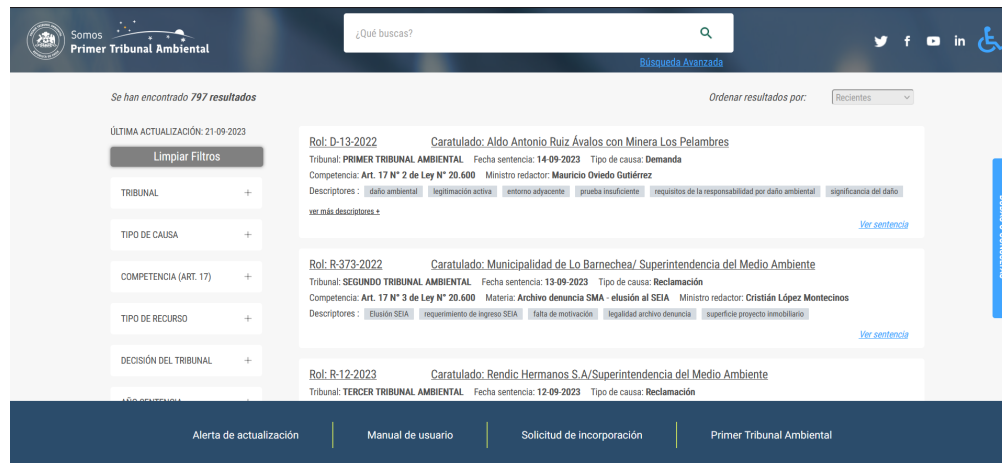 Somos
Primer Tribunal Ambiental
¿Qué buscas?
Búsqueda Avanzada
Se han encontrado 797 resultados
Ordenar resultados por: Recientes
ÚLTIMA ACTUALIZACIÓN: 21-09-2023
Limpiar Filtros
TRIBUNAL +
TIPO DE CAUSA +
COMPETENCIA (ART. 17) +
TIPO DE RECURSO +
DECISIÓN DEL TRIBUNAL +
AÑO SENTENCIA
Rol: D-13-2022 Caratulado: Aldo Antonio Ruiz Ávalos con Minera Los Pelambres
Tribunal: PRIMER TRIBUNAL AMBIENTAL Fecha sentencia: 14-09-2023 Tipo de causa: Demanda
Competencia: Art. 17 N° 2 de Ley N° 20.600 Ministro redactor: Mauricio Oviedo Gutiérrez
Descriptores : daño ambiental legitimación activa entorno adyacente prueba insuficiente requisitos de la responsabilidad por daño ambiental significancia del daño
ver más descriptores +
Ver sentencia
Rol: R-373-2022 Caratulado: Municipalidad de Lo Barnechea/ Superintendencia del Medio Ambiente
Tribunal: SEGUNDO TRIBUNAL AMBIENTAL Fecha sentencia: 13-09-2023 Tipo de causa: Reclamación
Competencia: Art. 17 N° 3 de Ley N° 20.600 Materia: Archivo denuncia SMA - elusión al SEIA Ministro redactor: Cristián López Montecinos
Descriptores : Elusión SEIA requerimiento de ingreso SEIA falta de motivación legalidad archivo denuncia superficie proyecto inmobiliario
Ver sentencia
Rol: R-12-2023 Caratulado: Rendic Hermanos S.A/Superintendencia del Medio Ambiente
Tribunal: TERCER TRIBUNAL AMBIENTAL Fecha sentencia: 12-09-2023 Tipo de causa: Reclamación
Alerta de actualización
Manual de usuario
Solicitud de incorporación
Primer Tribunal Ambiental